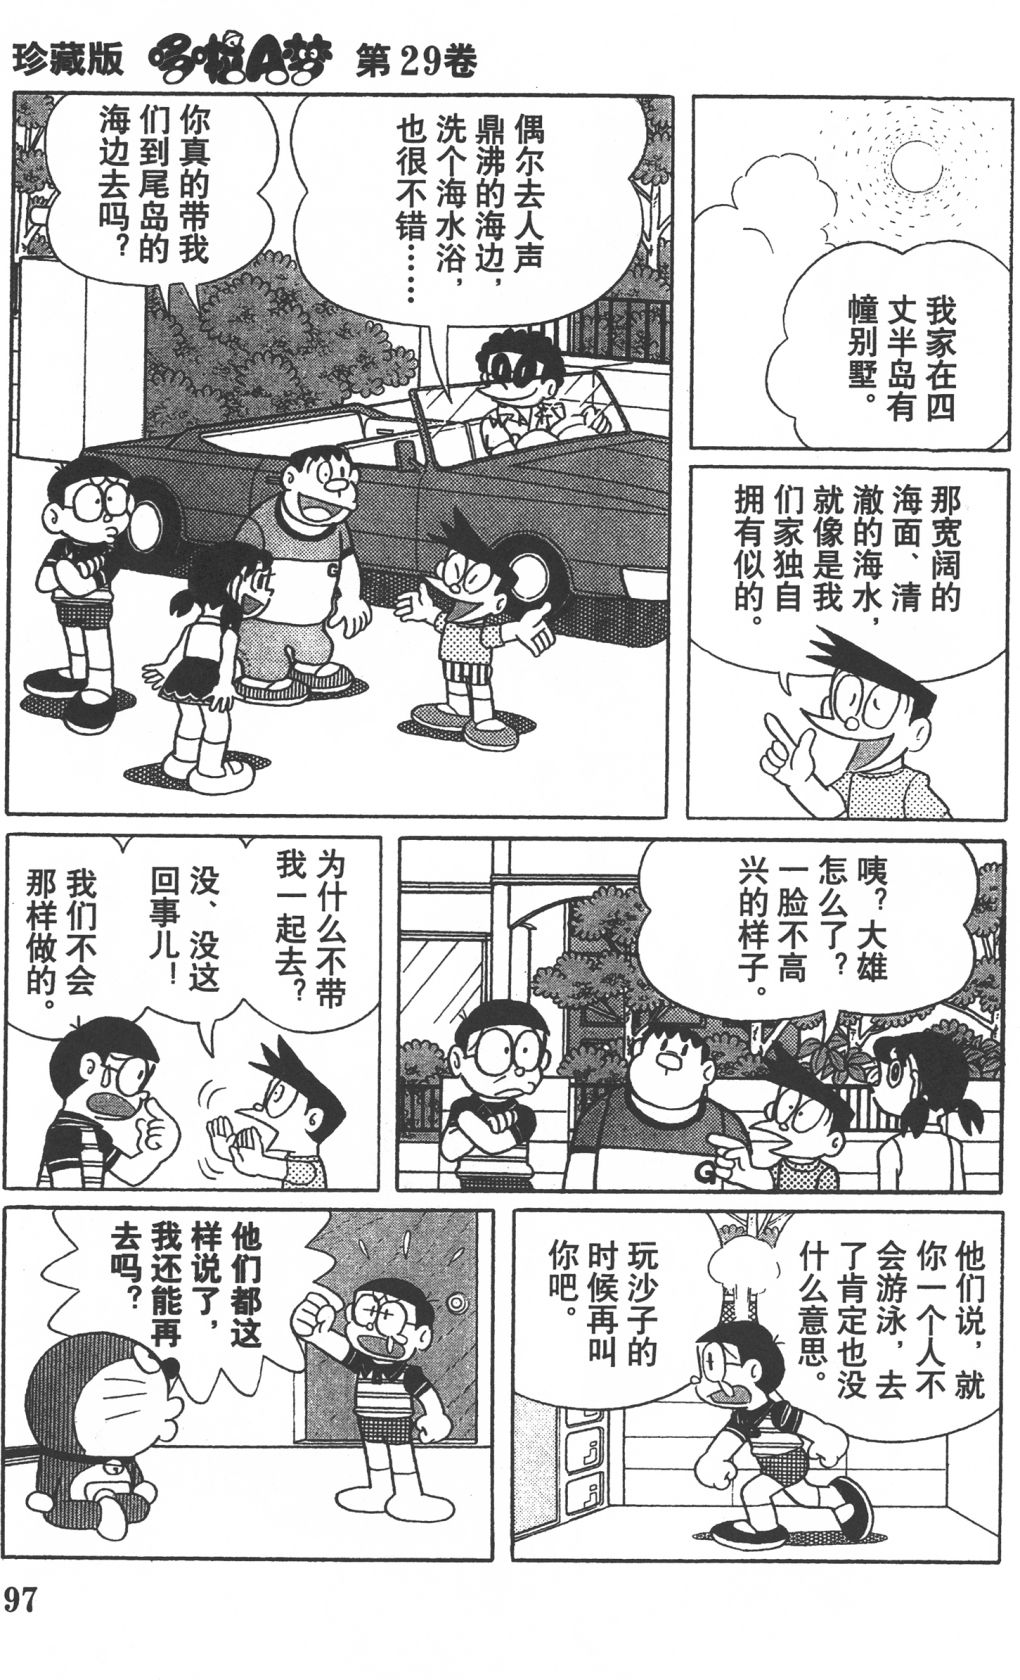 珍藏版 哆啦A梦 第29卷
我家在四
丈半岛有
幢别墅。
那宽阔的
海面、清
澈的海水，
就像是我
们家独自
拥有似的。
偶尔去人声
鼎沸的海边，
洗个海水浴，
也很不错……
你真的带我
们到尾岛的
海边去吗？
G
咦？大雄
怎么了？
一脸不高
兴的样子。
G
为什么不带
我一起去？
没、没这
回事儿！
我们不会
那样做的。
他们说，就
你一个人不
会游泳，去
了肯定也没
什么意思。
玩沙子的
时候再叫
你吧。
他们都这
样说了，
我还能再
去吗？
97